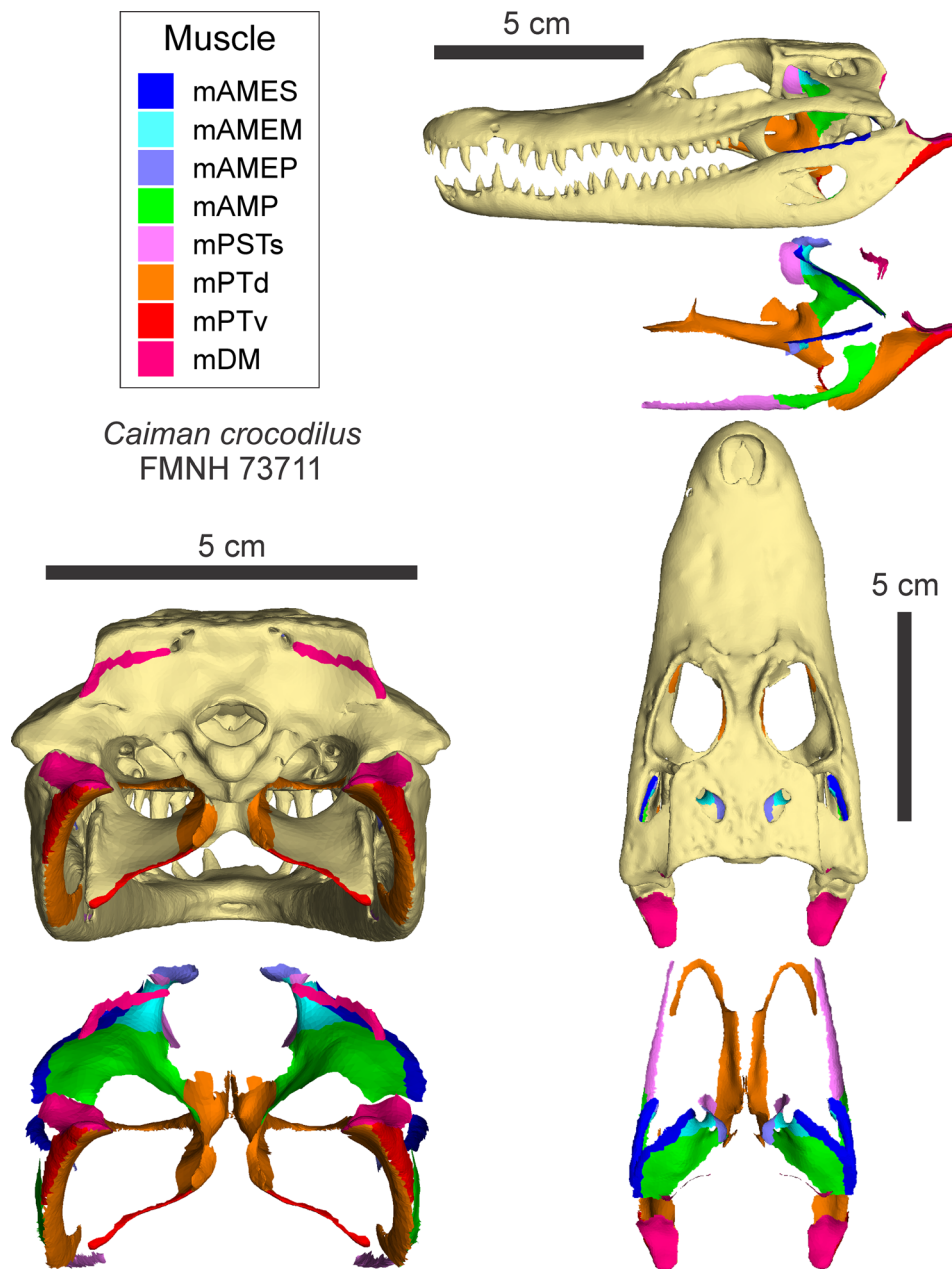 Muscle
mAMES
mAMEM
mAMEP
mAMP
mPSTs
mPTd
mPTv
mDM
5 cm
Caiman crocodilus
FMNH 73711
5 cm
5 cm